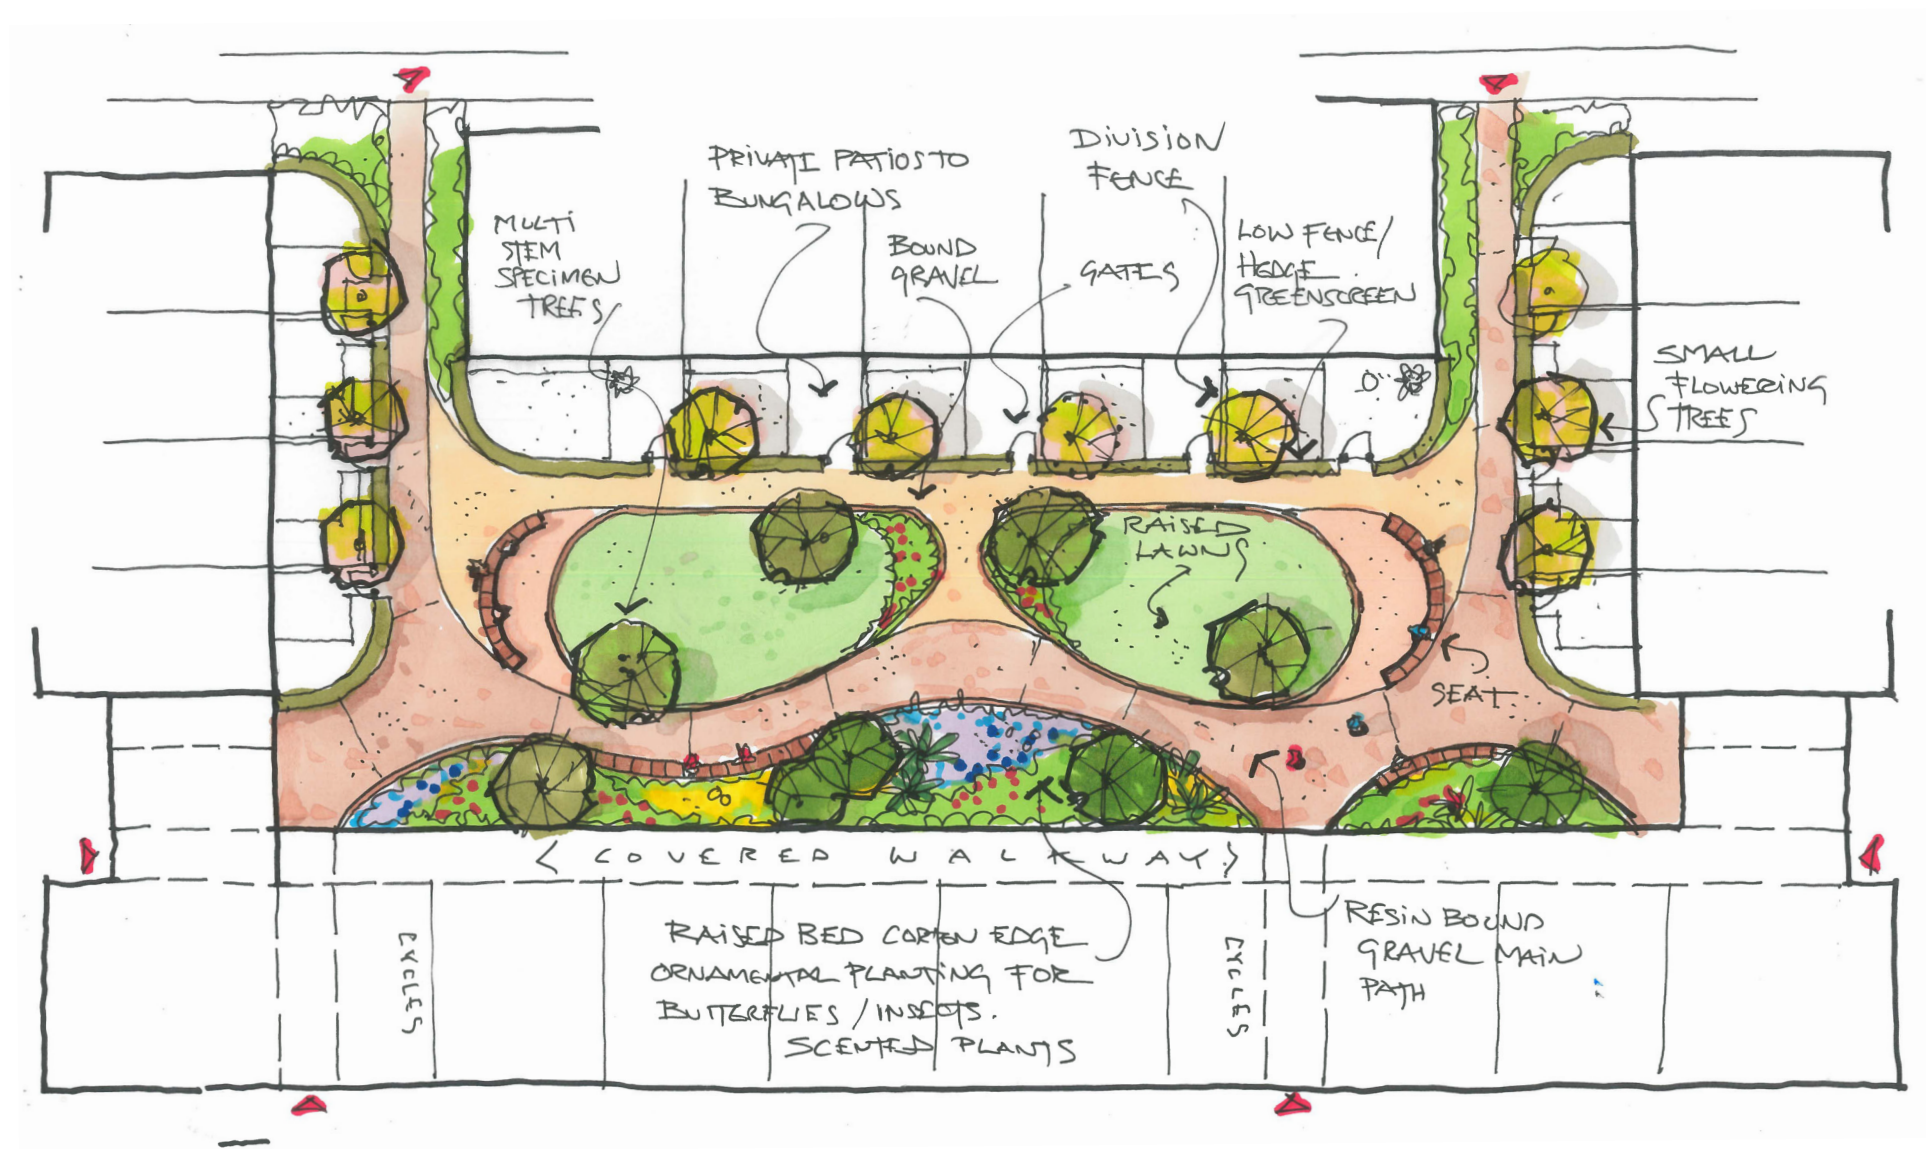 PRIVATE PATIOS TO
BUNGALOWS
DIVISION
FENCE
MULTI
STEM
SPECIMEN
TREES
BOUND
GRAVEL
GATES
LOW FENCE/
HEDGE
GREENSCREEN
SMALL
FLOWERING
TREES
RAISED
LAWNS
SEAT
< COVERED WALKWAY >
CYCLES
RAISED BED CORTEN EDGE
ORNAMENTAL PLANTING FOR
BUTTERFLIES / INSECTS.
SCENTED PLANTS
CYCLES
RESIN BOUND
GRAVEL MAIN
PATH